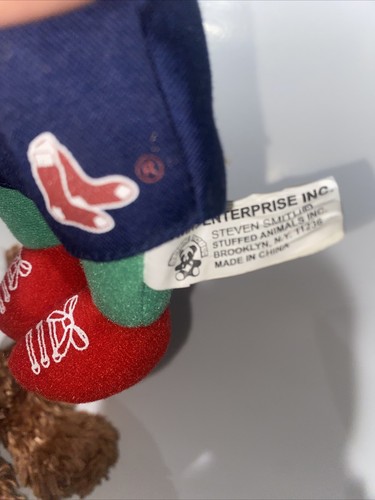 ENTERPRISE INC.
STEVEN SMITH
STUFFED ANIMALS INC.
BROOKLYN, N.Y. 11236
MADE IN CHINA
®